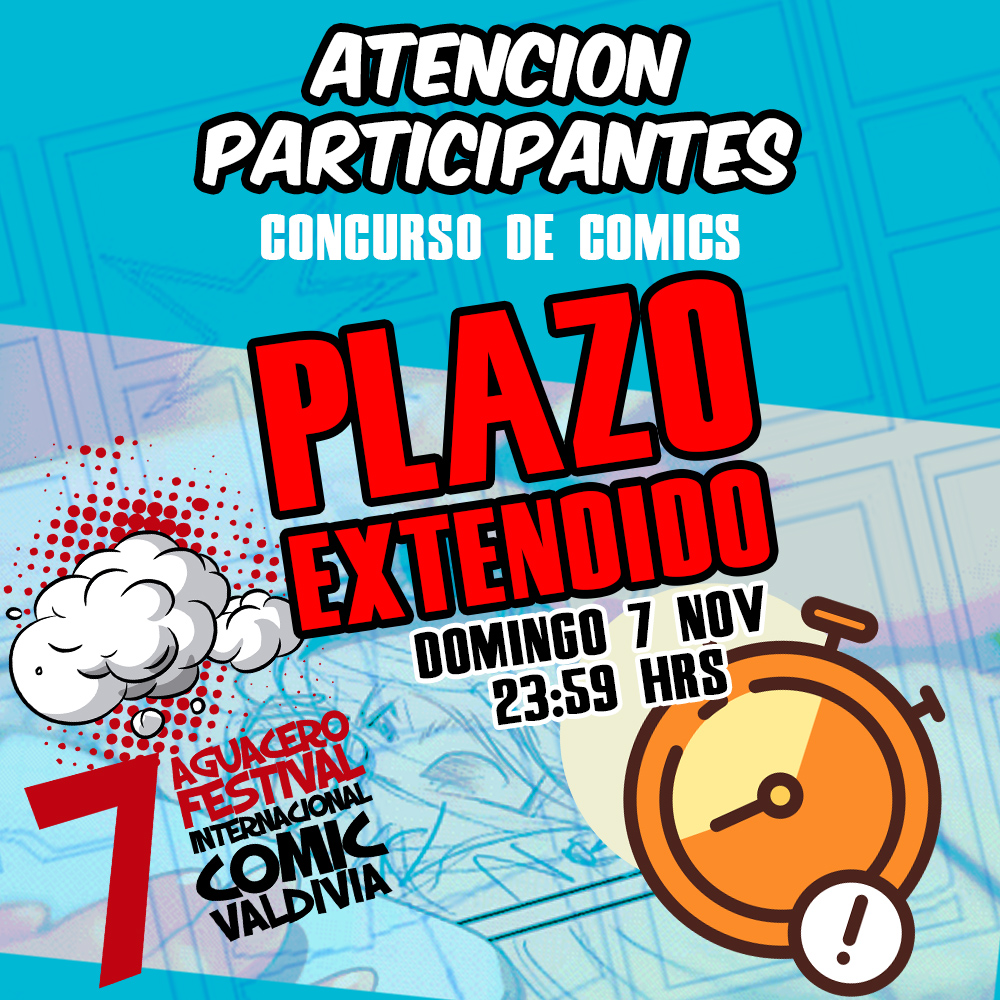 ATENCION
PARTICIPANTES
CONCURSO DE COMICS
PLAZO
EXTENDIDO
DOMINGO 7 NOV
23:59 HRS
7
AGUACERO
FESTIVAL
INTERNACIONAL
COMIC
VALDIVIA
!